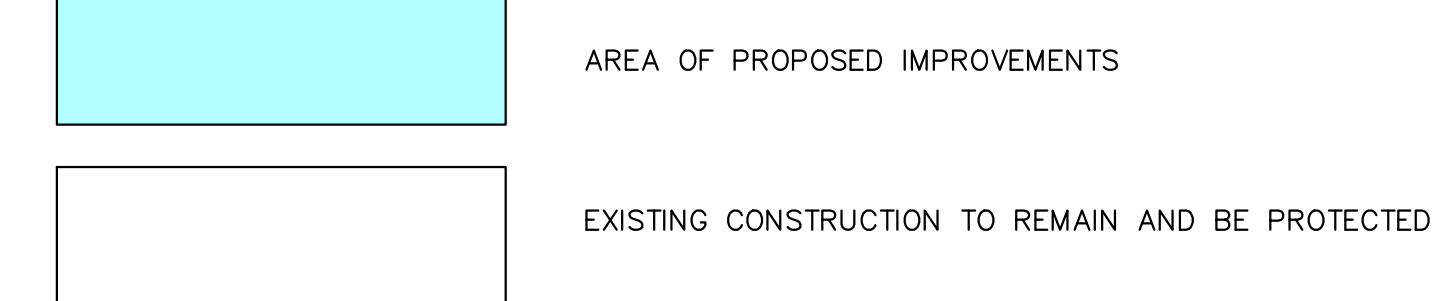 AREA OF PROPOSED IMPROVEMENTS
EXISTING CONSTRUCTION TO REMAIN AND BE PROTECTED